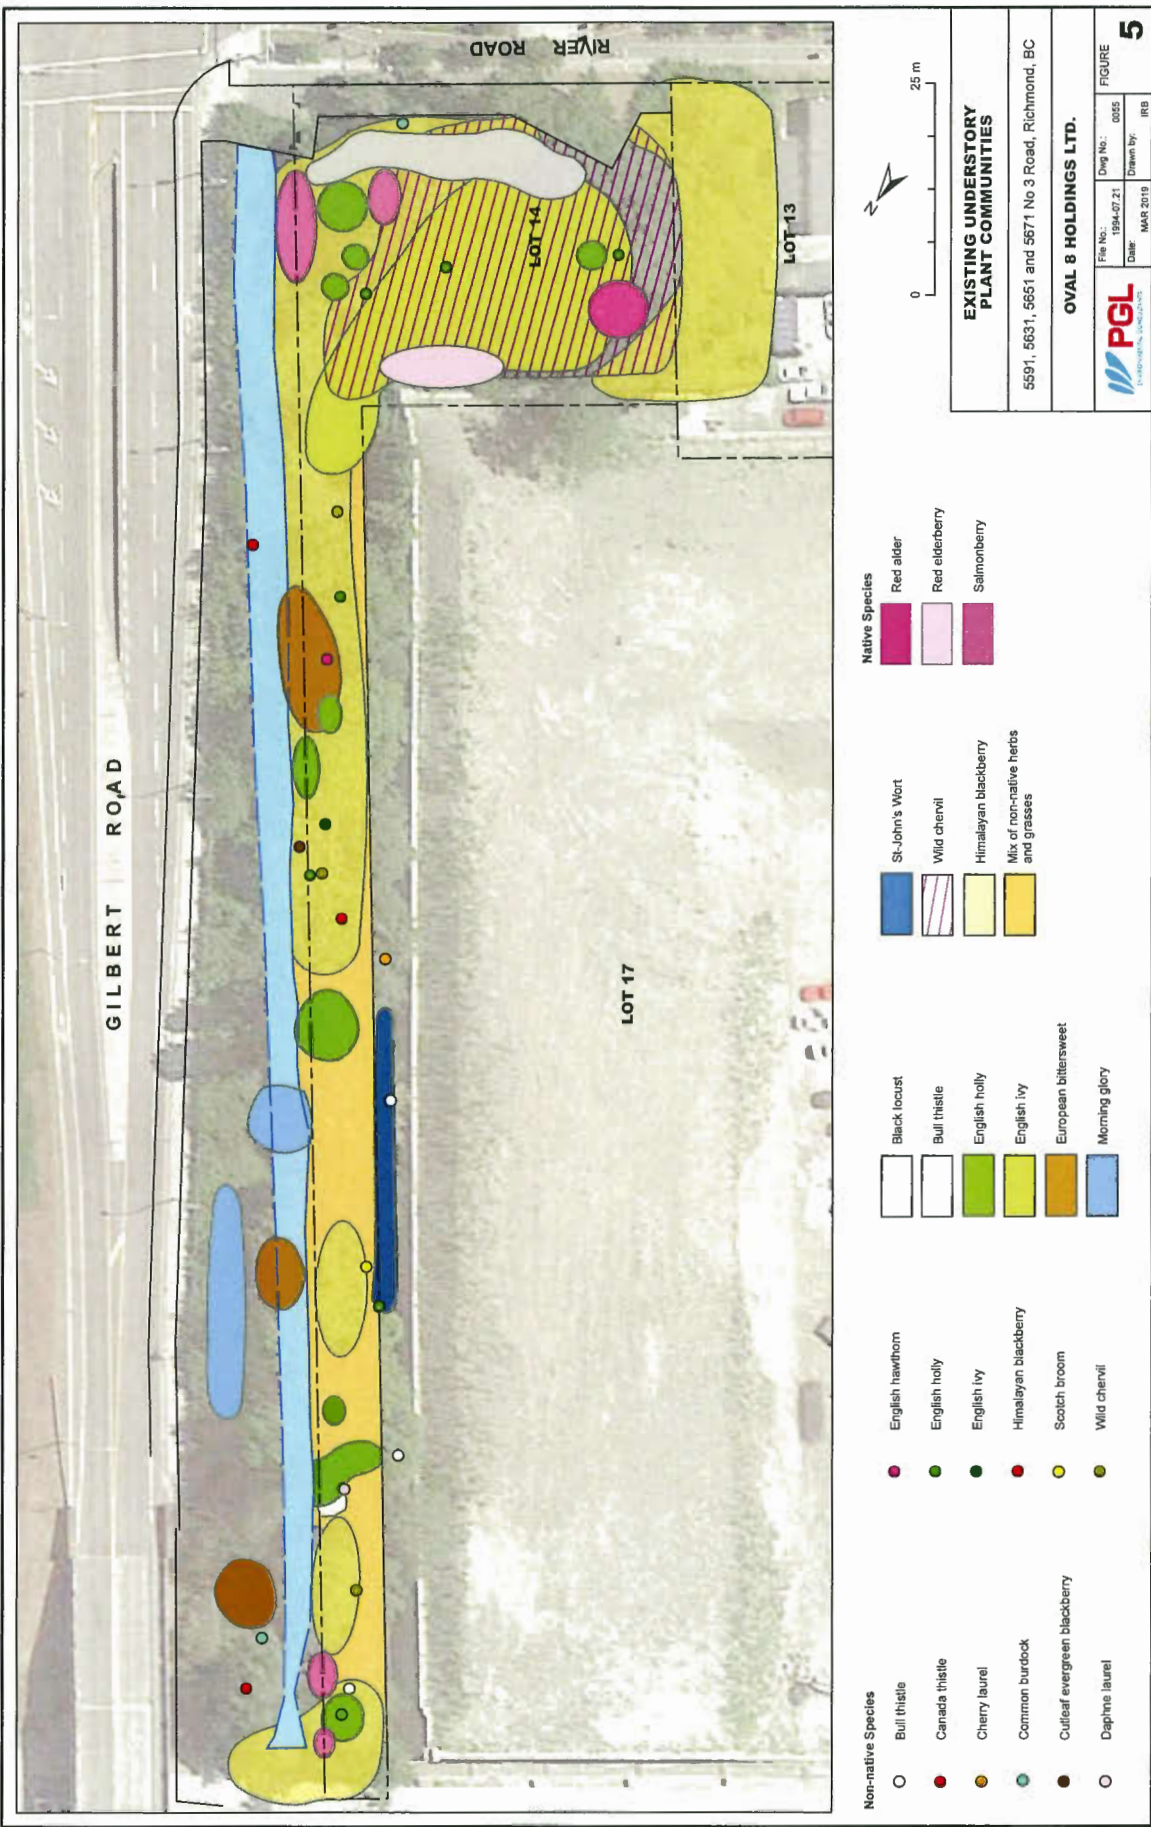 RIVER ROAD
GILBERT ROAD
LOT 14
LOT 13
LOT 17
Non-native Species
Bull thistle
Canada thistle
Cherry laurel
Common burdock
Cutleaf evergreen blackberry
Daphne laurel
English hawthorn
English holly
English ivy
Himalayan blackberry
Scotch broom
Wild chervil
Black locust
Bull thistle
English holly
English ivy
European bittersweet
Morning glory
St-John's Wort
Wild chervil
Himalayan blackberry
Mix of non-native herbs
and grasses
Native Species
Red alder
Red elderberry
Salmonberry
N
0 25 m
EXISTING UNDERSTORY
PLANT COMMUNITIES
5591, 5631, 5651 and 5671 No 3 Road, Richmond, BC
OVAL 8 HOLDINGS LTD.
PGL
ENVIRONMENTAL CONSULTANTS
File No.: 1994-07.21
Dwg No.: 0055
Date: MAR 2019
Drawn by: IRB
FIGURE
5